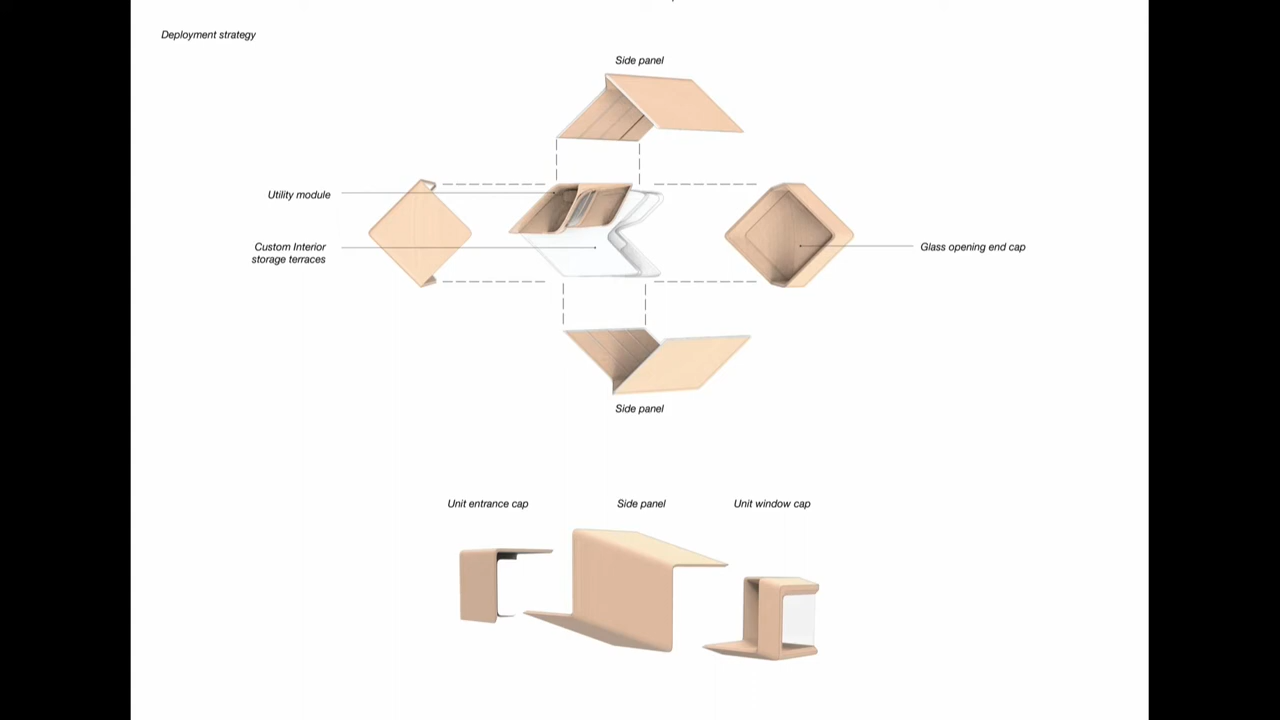 Deployment strategy
Side panel
Utility module
Custom Interior
storage terraces
Glass opening end cap
Side panel
Unit entrance cap
Side panel
Unit window cap